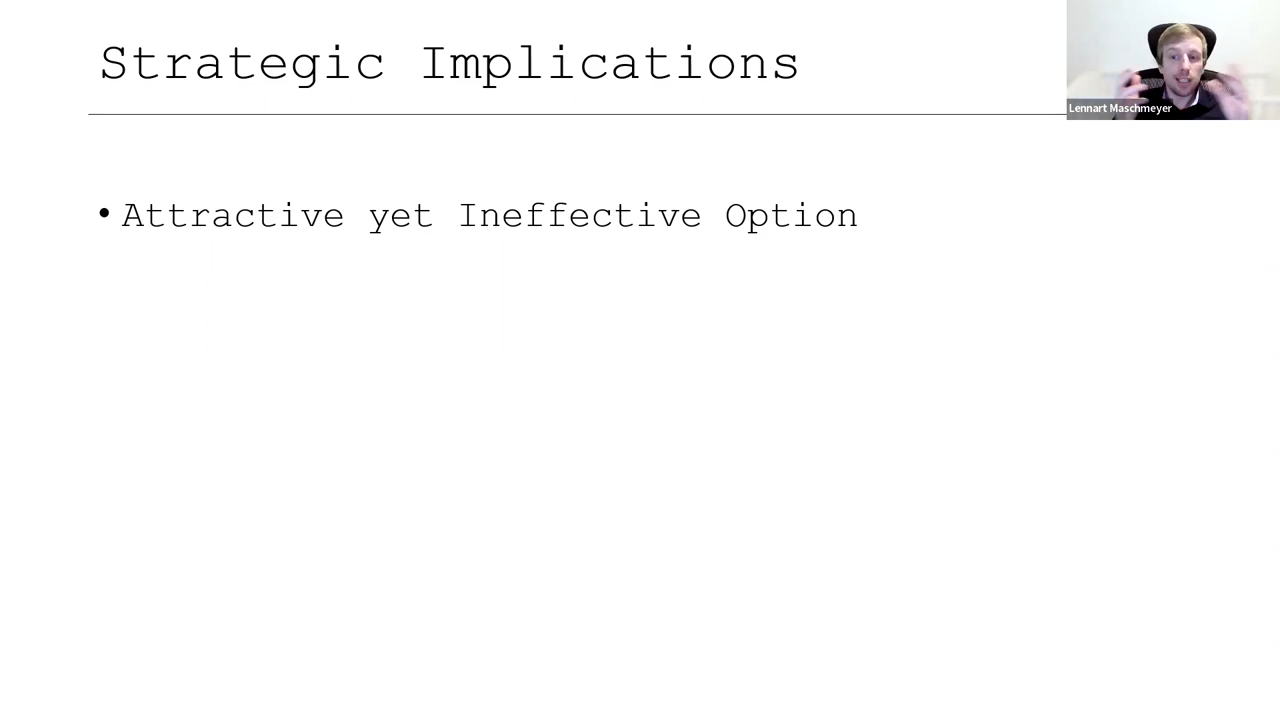 Strategic Implications
Lennart Maschmeyer
• Attractive yet Ineffective Option